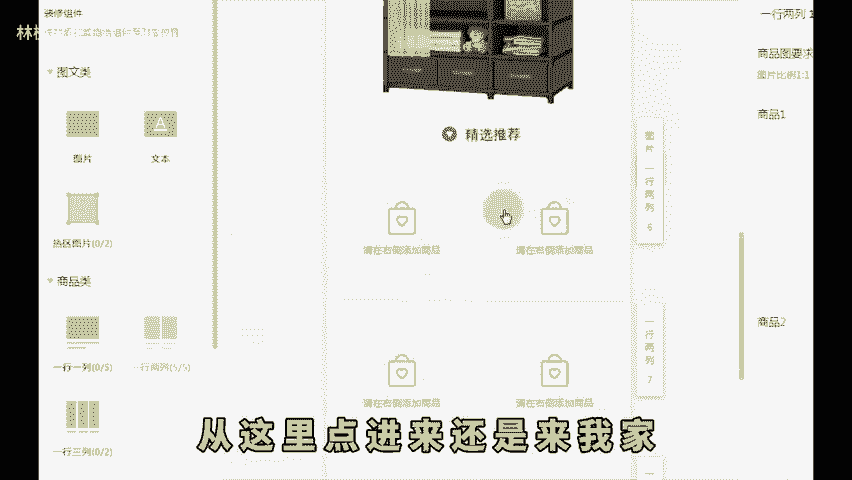 装修组件
林
图文类
图片
文本
热区图片(0/2)
商品类
一行一列(0/5)
一行两列(5/5)
一行三列(0/2)
精选推荐
请在右侧添加商品
请在右侧添加商品
请在右侧添加商品
请在右侧添加商品
图片
一行两列
6
一行两列
7
一行两列 1
商品图要求
图片比例1:1
商品1
商品2
从这里点进来还是来我家